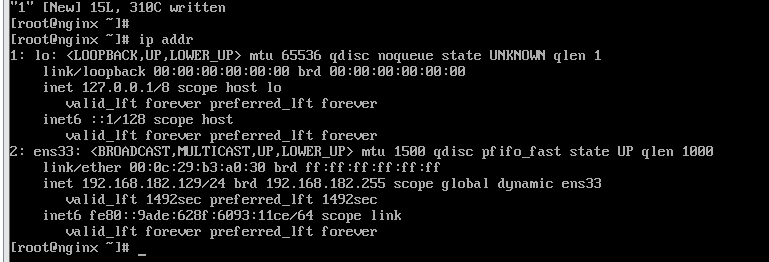 "1" [New] 15L, 310C written
[root@nginx ~]#
[root@nginx ~]# ip addr
1: lo: <LOOPBACK,UP,LOWER_UP> mtu 65536 qdisc noqueue state UNKNOWN qlen 1
    link/loopback 00:00:00:00:00:00 brd 00:00:00:00:00:00
    inet 127.0.0.1/8 scope host lo
       valid_lft forever preferred_lft forever
    inet6 ::1/128 scope host
       valid_lft forever preferred_lft forever
2: ens33: <BROADCAST,MULTICAST,UP,LOWER_UP> mtu 1500 qdisc pfifo_fast state UP qlen 1000
    link/ether 00:0c:29:b3:a0:30 brd ff:ff:ff:ff:ff:ff
    inet 192.168.182.129/24 brd 192.168.182.255 scope global dynamic ens33
       valid_lft 1492sec preferred_lft 1492sec
    inet6 fe80::9ade:628f:6093:11ce/64 scope link
       valid_lft forever preferred_lft forever
[root@nginx ~]# _